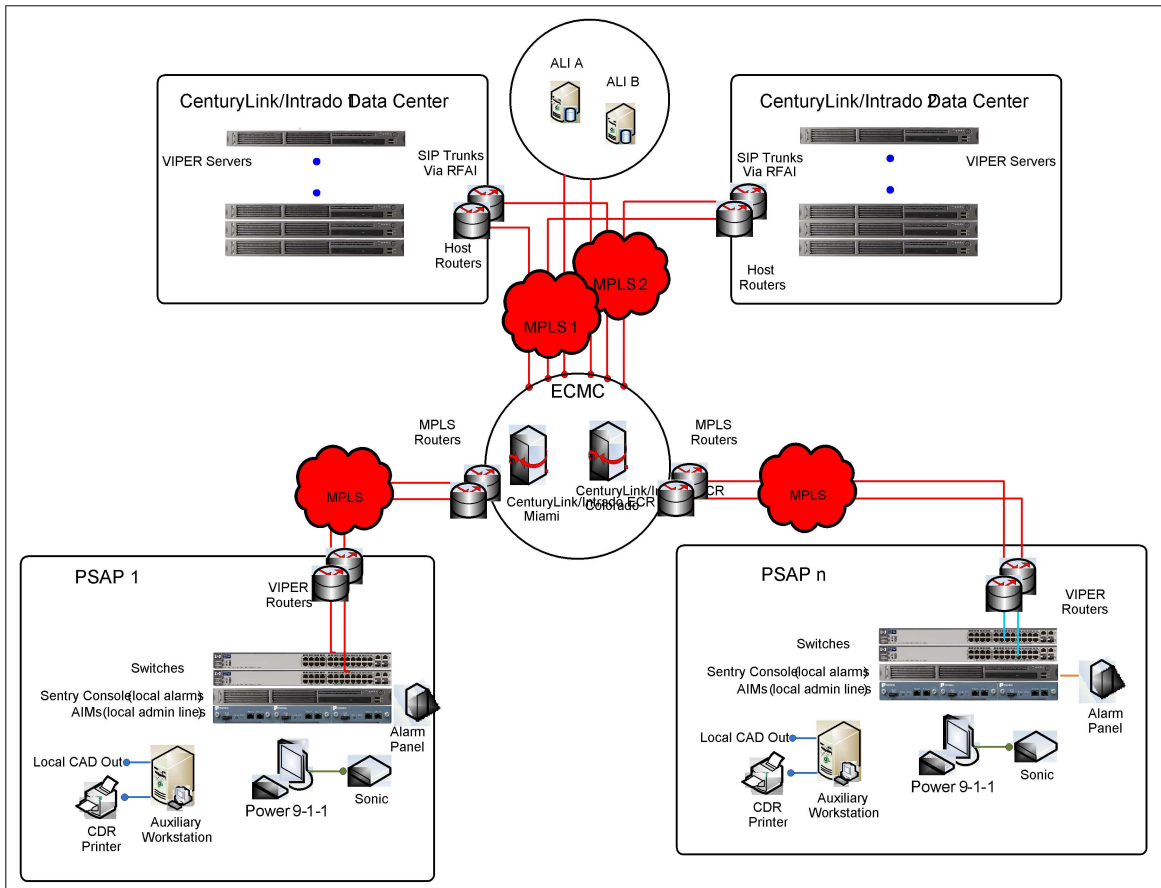 ALI A
ALI B
CenturyLink/Intrado 1 Data Center
VIPER Servers
SIP Trunks
Via RFAI
Host
Routers
CenturyLink/Intrado 2 Data Center
SIP Trunks
Via RFAI
VIPER Servers
Host
Routers
MPLS 2
MPLS 1
ECMC
MPLS
Routers
MPLS
Routers
MPLS
MPLS
CenturyLink/Intrado ECR
Miami
CenturyLink/Intrado ECR
Colorado
PSAP 1
VIPER
Routers
Switches
Sentry Console (local alarms)
AIMs (local admin lines)
Alarm
Panel
Local CAD Out
CDR
Printer
Auxiliary
Workstation
Power 9-1-1
Sonic
PSAP n
VIPER
Routers
Switches
Sentry Console (local alarms)
AIMs (local admin lines)
Alarm
Panel
Local CAD Out
CDR
Printer
Auxiliary
Workstation
Power 9-1-1
Sonic